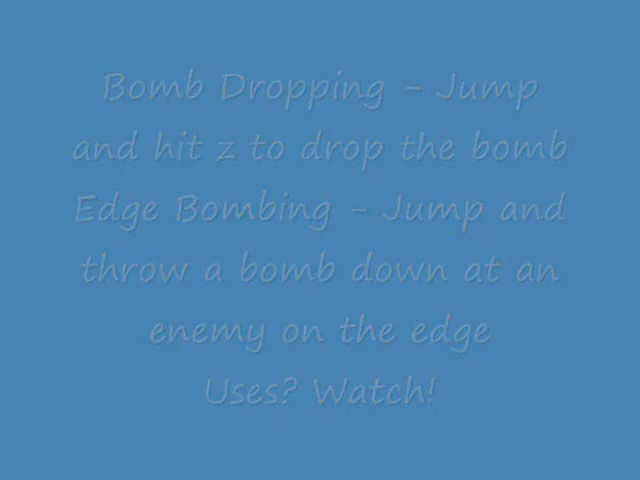 Bomb Dropping - Jump
and hit z to drop the bomb
Edge Bombing - Jump and
throw a bomb down at an
enemy on the edge
Uses? Watch!